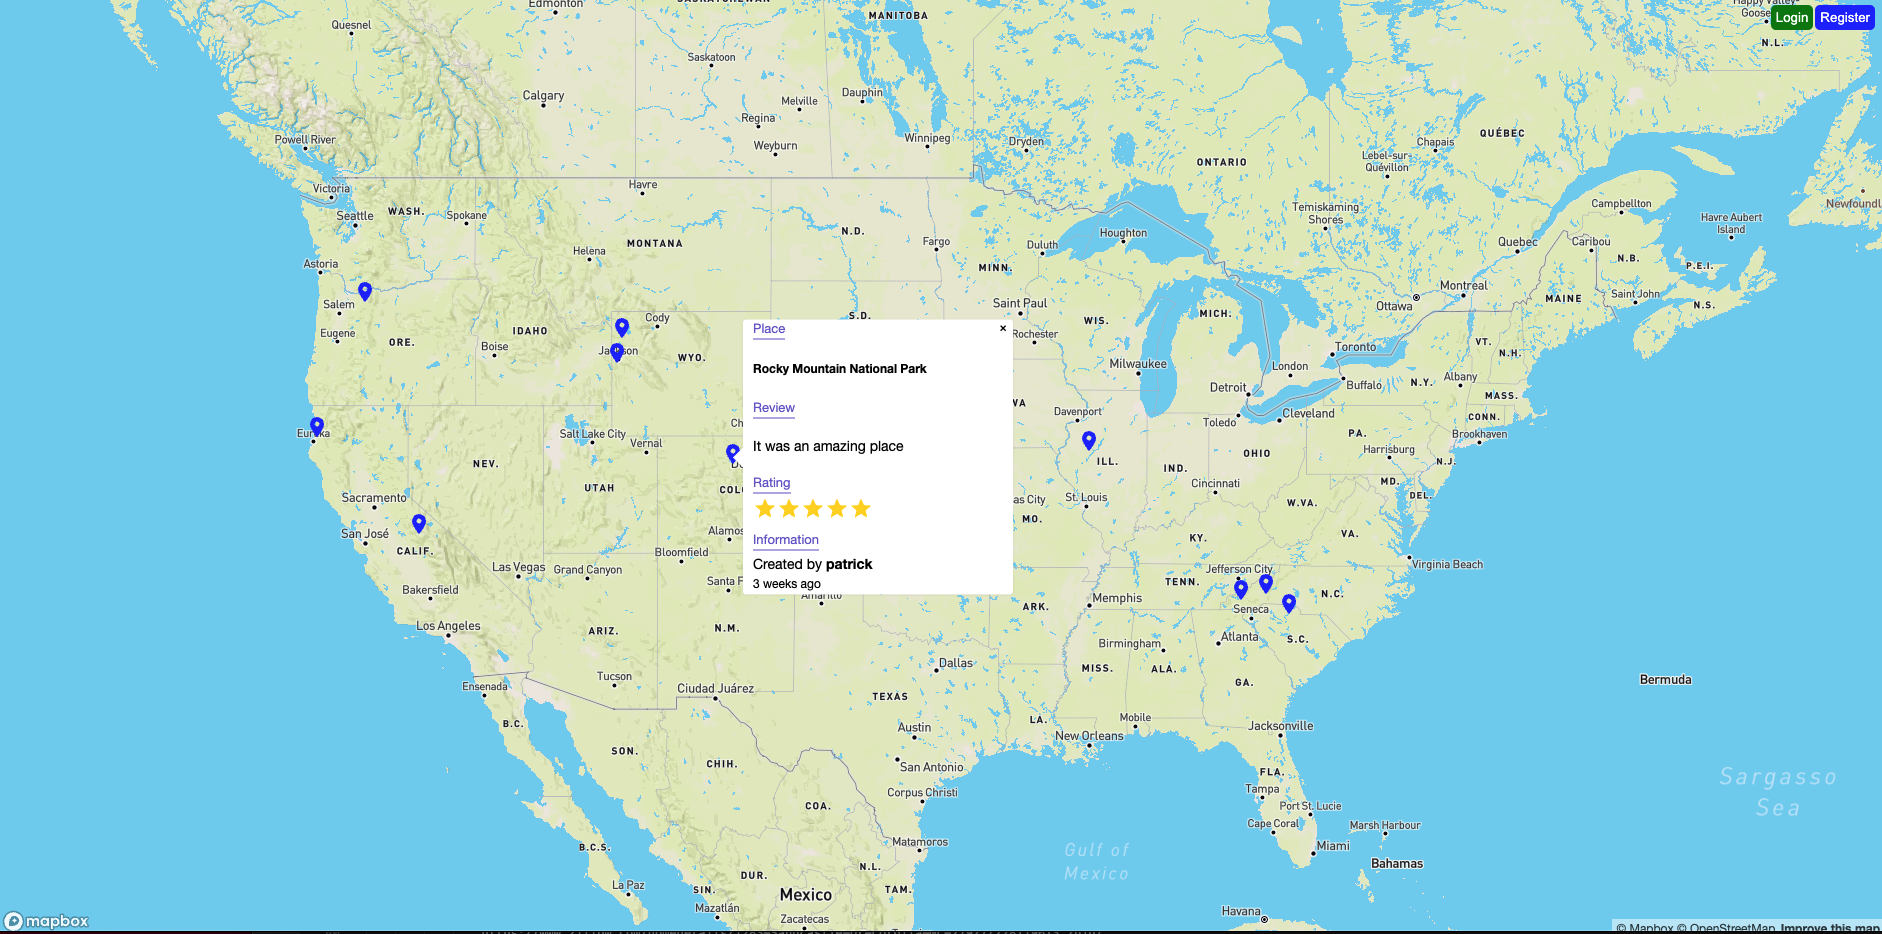 Edmonton
SASKATCHEWAN
MANITOBA
Happy Valley-
Goose
Login
Register
Quesnel
N.L.
Saskatoon
Calgary
Melville
Dauphin
Regina
Winnipeg
Weyburn
Powell River
Dryden
ONTARIO
QUÉBEC
Chapais
Lebel-sur-
Quévillon
Victoria
Havre
Seattle
WASH.
Spokane
Temiskaming
Shores
Campbellton
Newfoundl
Havre Aubert
Island
Helena
MONTANA
N.D.
Fargo
Duluth
Houghton
Quebec
Caribou
N.B.
P.E.I.
Astoria
MINN.
Salem
Ottawa
Montreal
MAINE
Saint John
N.S.
Saint Paul
Cody
S.D.
WIS.
MICH.
Eugene
IDAHO
ORE.
Boise
Jackson
WYO.
Rochester
Toronto
VT.
N.H.
Place
×
Rocky Mountain National Park
Review
It was an amazing place
Rating
Information
Created by patrick
3 weeks ago
Milwaukee
London
Detroit
Buffalo
N.Y.
Albany
MASS.
WA
Davenport
Toledo
Cleveland
CONN.
Eureka
Salt Lake City
Vernal
Ch
PA.
Brookhaven
Harrisburg
N.J.
NEV.
UTAH
COL
ILL.
IND.
OHIO
Cincinnati
MD.
DEL.
Sacramento
as City
St. Louis
W.VA.
San José
CALIF.
MO.
Alamos
Bloomfield
KY.
VA.
Las Vegas
Grand Canyon
Santa F
Amarillo
Jefferson City
Virginia Beach
Bakersfield
TENN.
N.C.
Memphis
ARK.
Seneca
Los Angeles
ARIZ.
N.M.
Birmingham
Atlanta
S.C.
Tucson
Dallas
MISS.
ALA.
GA.
Ensenada
Ciudad Juárez
TEXAS
Bermuda
B.C.
LA.
Mobile
Jacksonville
Austin
New Orleans
SON.
CHIH.
San Antonio
FLA.
Sargasso
Sea
Corpus Christi
Tampa
COA.
Port St. Lucie
Cape Coral
Marsh Harbour
B.C.S.
Matamoros
Gulf of
Mexico
Miami
Bahamas
N.L.
DUR.
La Paz
SIN.
Mexico
TAM.
Mazatlán
Zacatecas
Havana
mapbox
© Mapbox © OpenStreetMap Improve this map